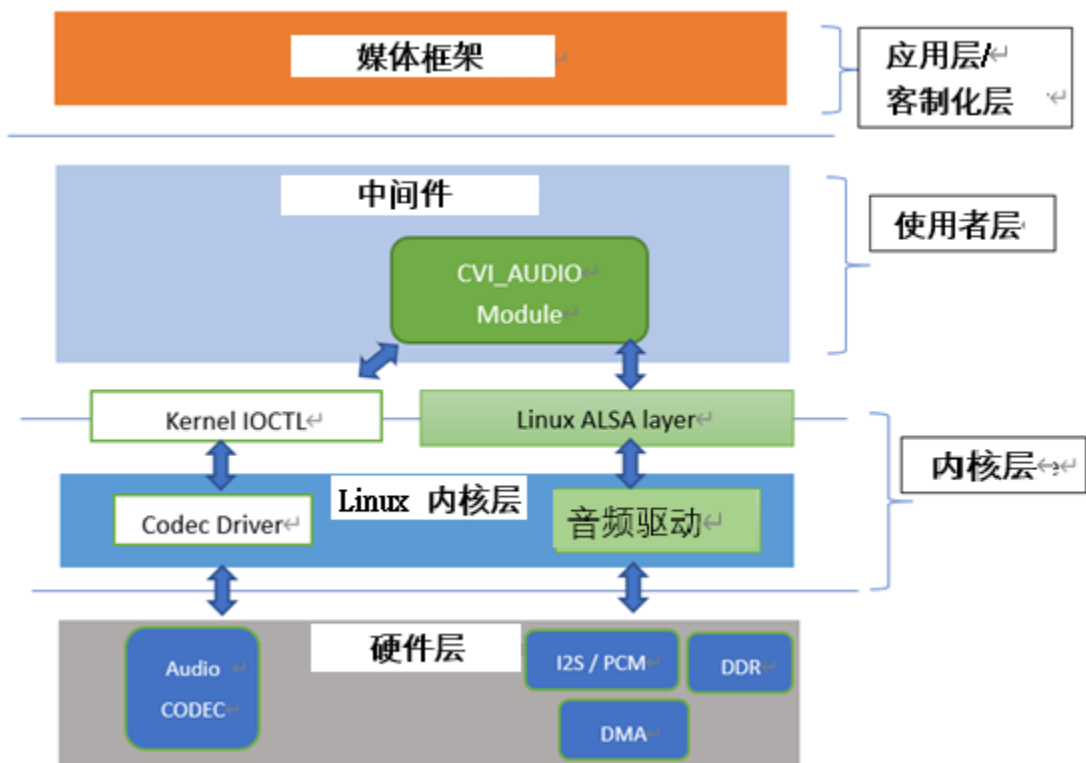 媒体框架
应用层/
客制化层
中间件
使用者层
CVI_AUDIO
Module
Kernel IOCTL
Linux ALSA layer
内核层
Linux 内核层
Codec Driver
音频驱动
硬件层
Audio
CODEC
I2S / PCM
DDR
DMA